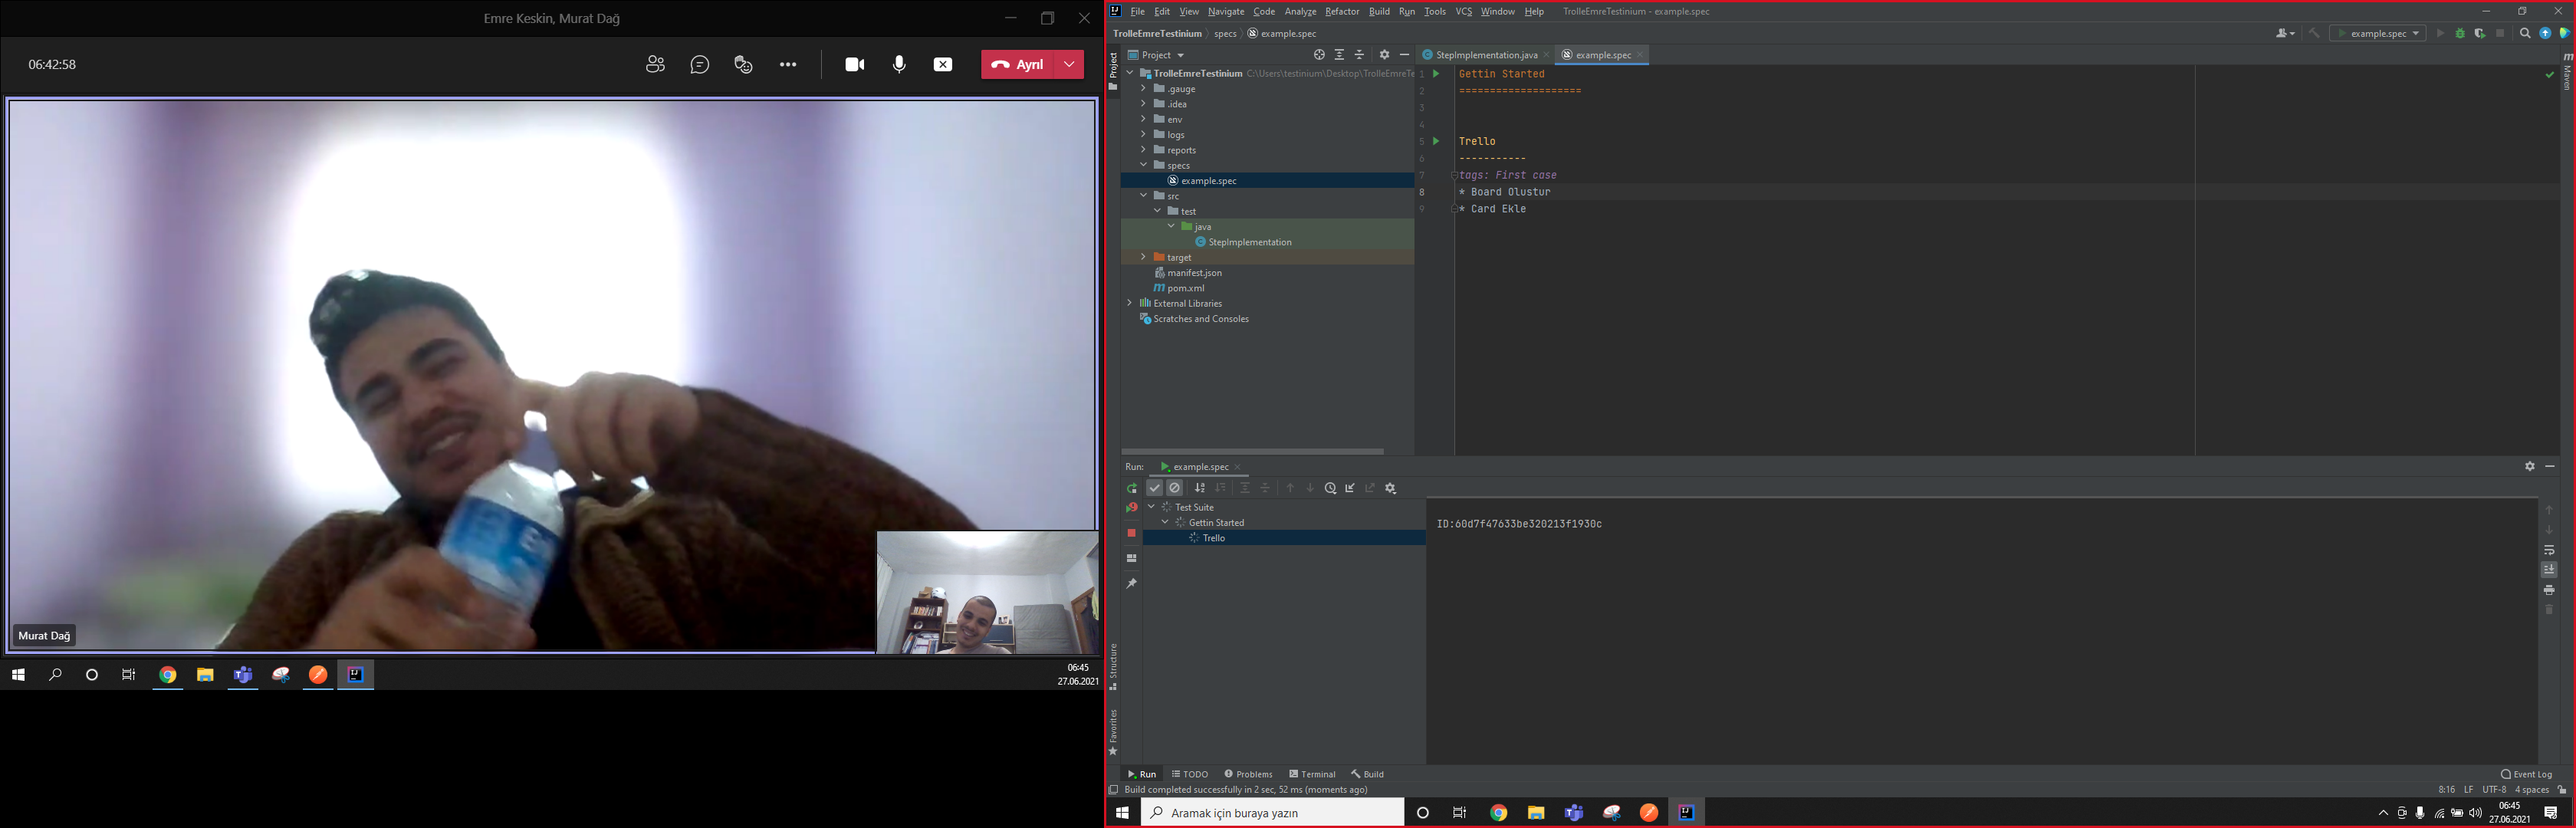 Emre Keskin, Murat Dağ
06:42:58
Ayrıl
Murat Dağ
06:45
27.06.2021
File Edit View Navigate Code Analyze Refactor Build Run Tools VCS Window Help TrolleEmreTestinium - example.spec
TrolleEmreTestinium specs example.spec
example.spec
Project
Project
StepImplementation.java
example.spec
Maven
TrolleEmreTestinium C:\Users\testinium\Desktop\TrolleEmreTe
.gauge
.idea
env
logs
reports
specs
example.spec
src
test
java
StepImplementation
target
manifest.json
pom.xml
External Libraries
Scratches and Consoles
1 Gettin Started
2 ====================
3
4
5 Trello
6 -----------
7 tags: First case
8 * Board Olustur
9 * Card Ekle
Run: example.spec
Test Suite
Gettin Started
Trello
ID:60d7f47633be320213f1930c
Structure
Favorites
Run TODO Problems Terminal Build
Event Log
Build completed successfully in 2 sec, 52 ms (moments ago)
8:16 LF UTF-8 4 spaces
Aramak için buraya yazın
06:45
27.06.2021